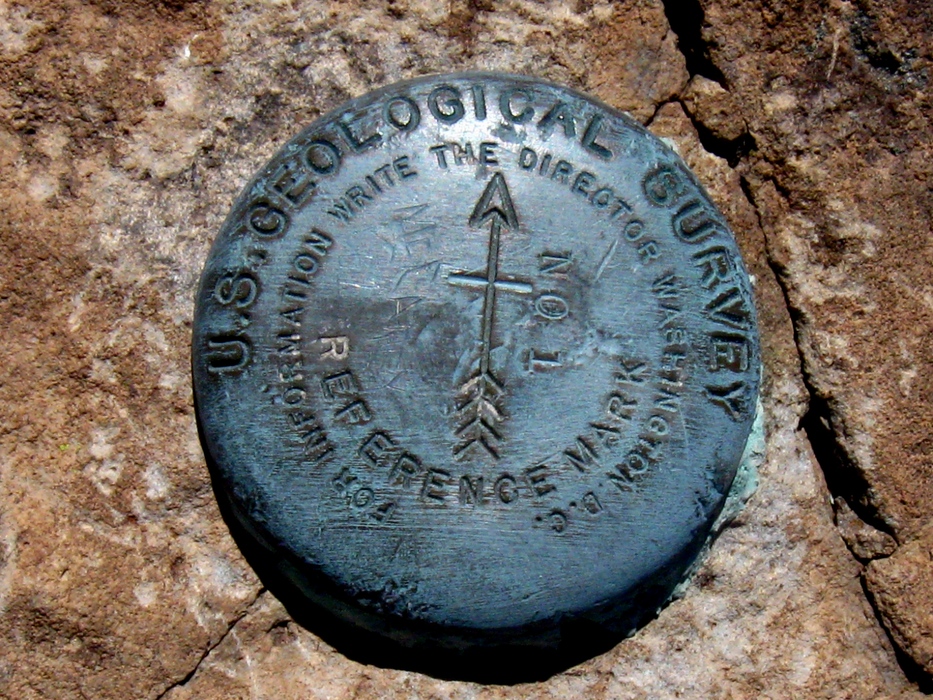 U.S. GEOLOGICAL SURVEY
FOR INFORMATION WRITE THE DIRECTOR WASHINGTON D.C.
NO 1
REFERENCE MARK